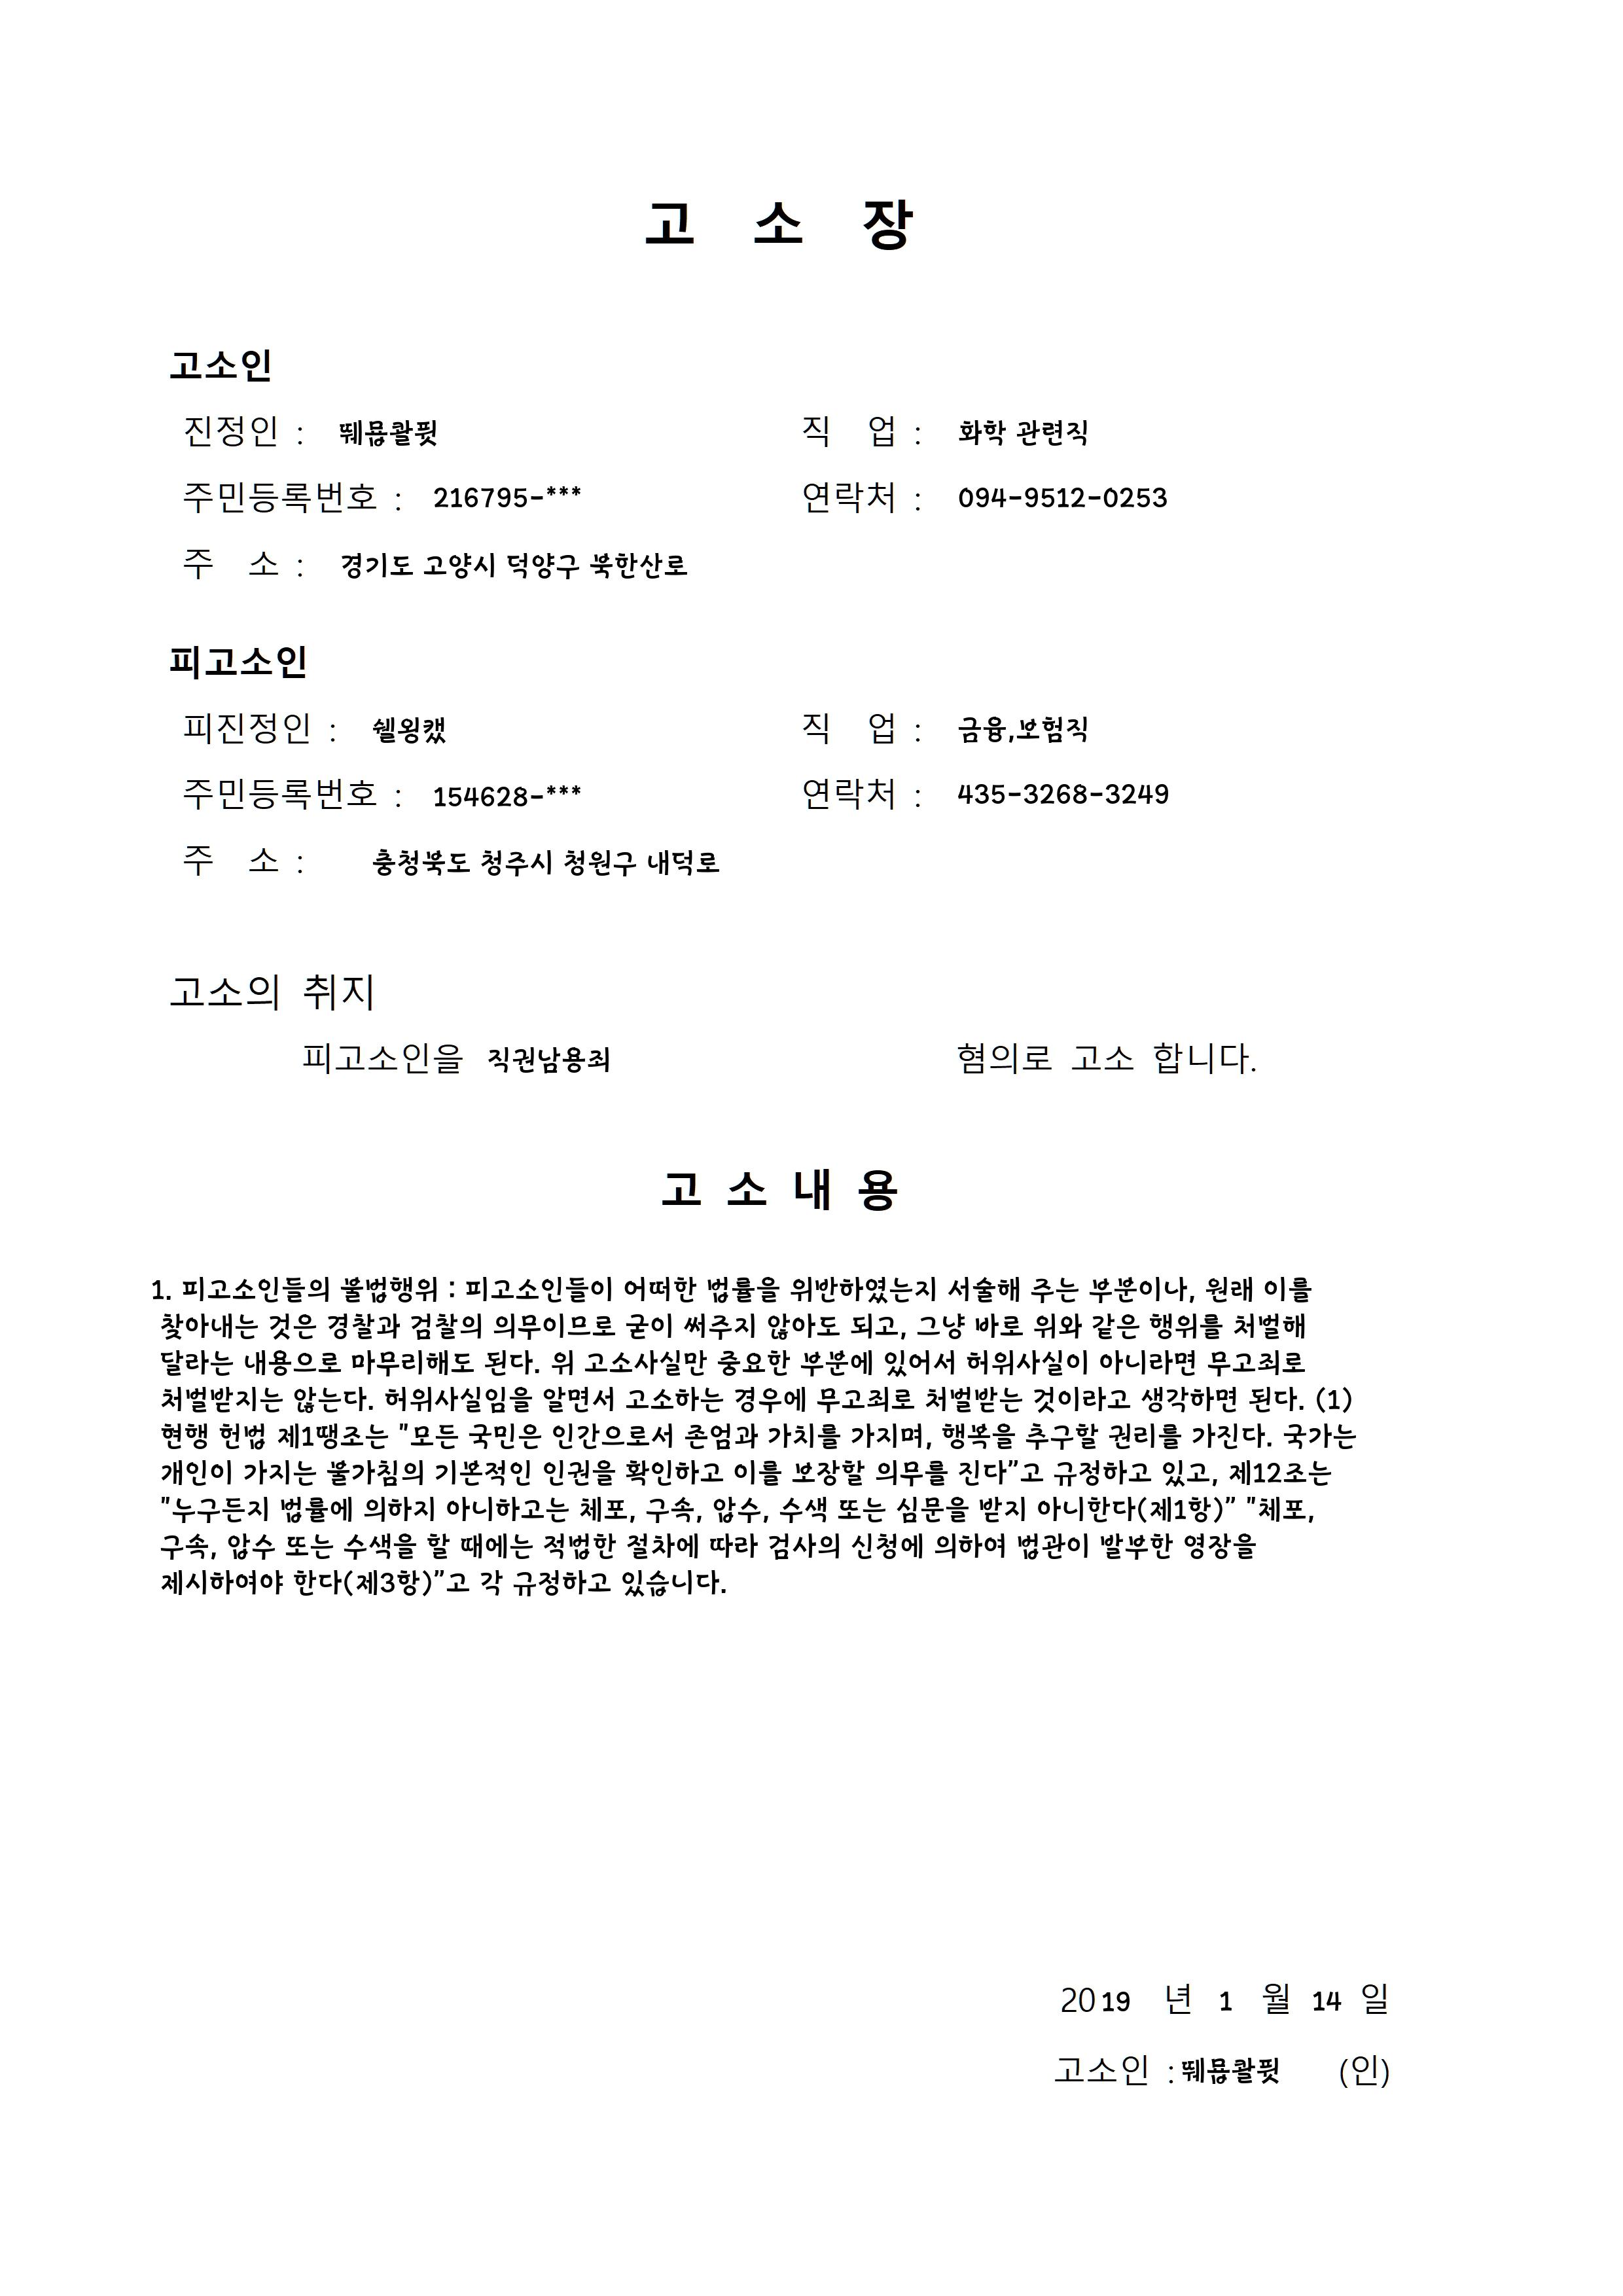 고 소 장
고소인
진정인 : 뛔묨콸퓟 직 업 : 화학 관련직
주민등록번호 : 216795-*** 연락처 : 094-9512-0253
주 소 : 경기도 고양시 덕양구 북한산로
피고소인
피진정인 : 쉘욍캤 직 업 : 금융,보험직
주민등록번호 : 154628-*** 연락처 : 435-3268-3249
주 소 : 충청북도 청주시 청원구 내덕로
고소의 취지
피고소인을 직권남용죄 혐의로 고소 합니다.
고 소 내 용
1. 피고소인들의 불법행위 : 피고소인들이 어떠한 법률을 위반하였는지 서술해 주는 부분이나, 원래 이를
찾아내는 것은 경찰과 검찰의 의무이므로 굳이 써주지 않아도 되고, 그냥 바로 위와 같은 행위를 처벌해
달라는 내용으로 마무리해도 된다. 위 고소사실만 중요한 부분에 있어서 허위사실이 아니라면 무고죄로
처벌받지는 않는다. 허위사실임을 알면서 고소하는 경우에 무고죄로 처벌받는 것이라고 생각하면 된다. (1)
현행 헌법 제1땡조는 "모든 국민은 인간으로서 존엄과 가치를 가지며, 행복을 추구할 권리를 가진다. 국가는
개인이 가지는 불가침의 기본적인 인권을 확인하고 이를 보장할 의무를 진다”고 규정하고 있고, 제12조는
"누구든지 법률에 의하지 아니하고는 체포, 구속, 압수, 수색 또는 심문을 받지 아니한다(제1항)” "체포,
구속, 압수 또는 수색을 할 때에는 적법한 절차에 따라 검사의 신청에 의하여 법관이 발부한 영장을
제시하여야 한다(제3항)”고 각 규정하고 있습니다.
2019 년 1 월 14 일
고소인 : 뛔묨콸퓟 (인)